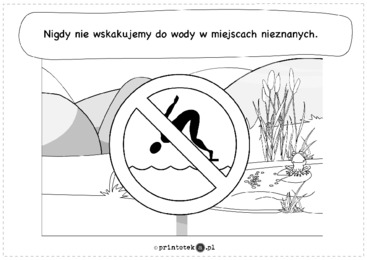 Nigdy nie wskakujemy do wody w miejscach nieznanych.
© printoteka.pl